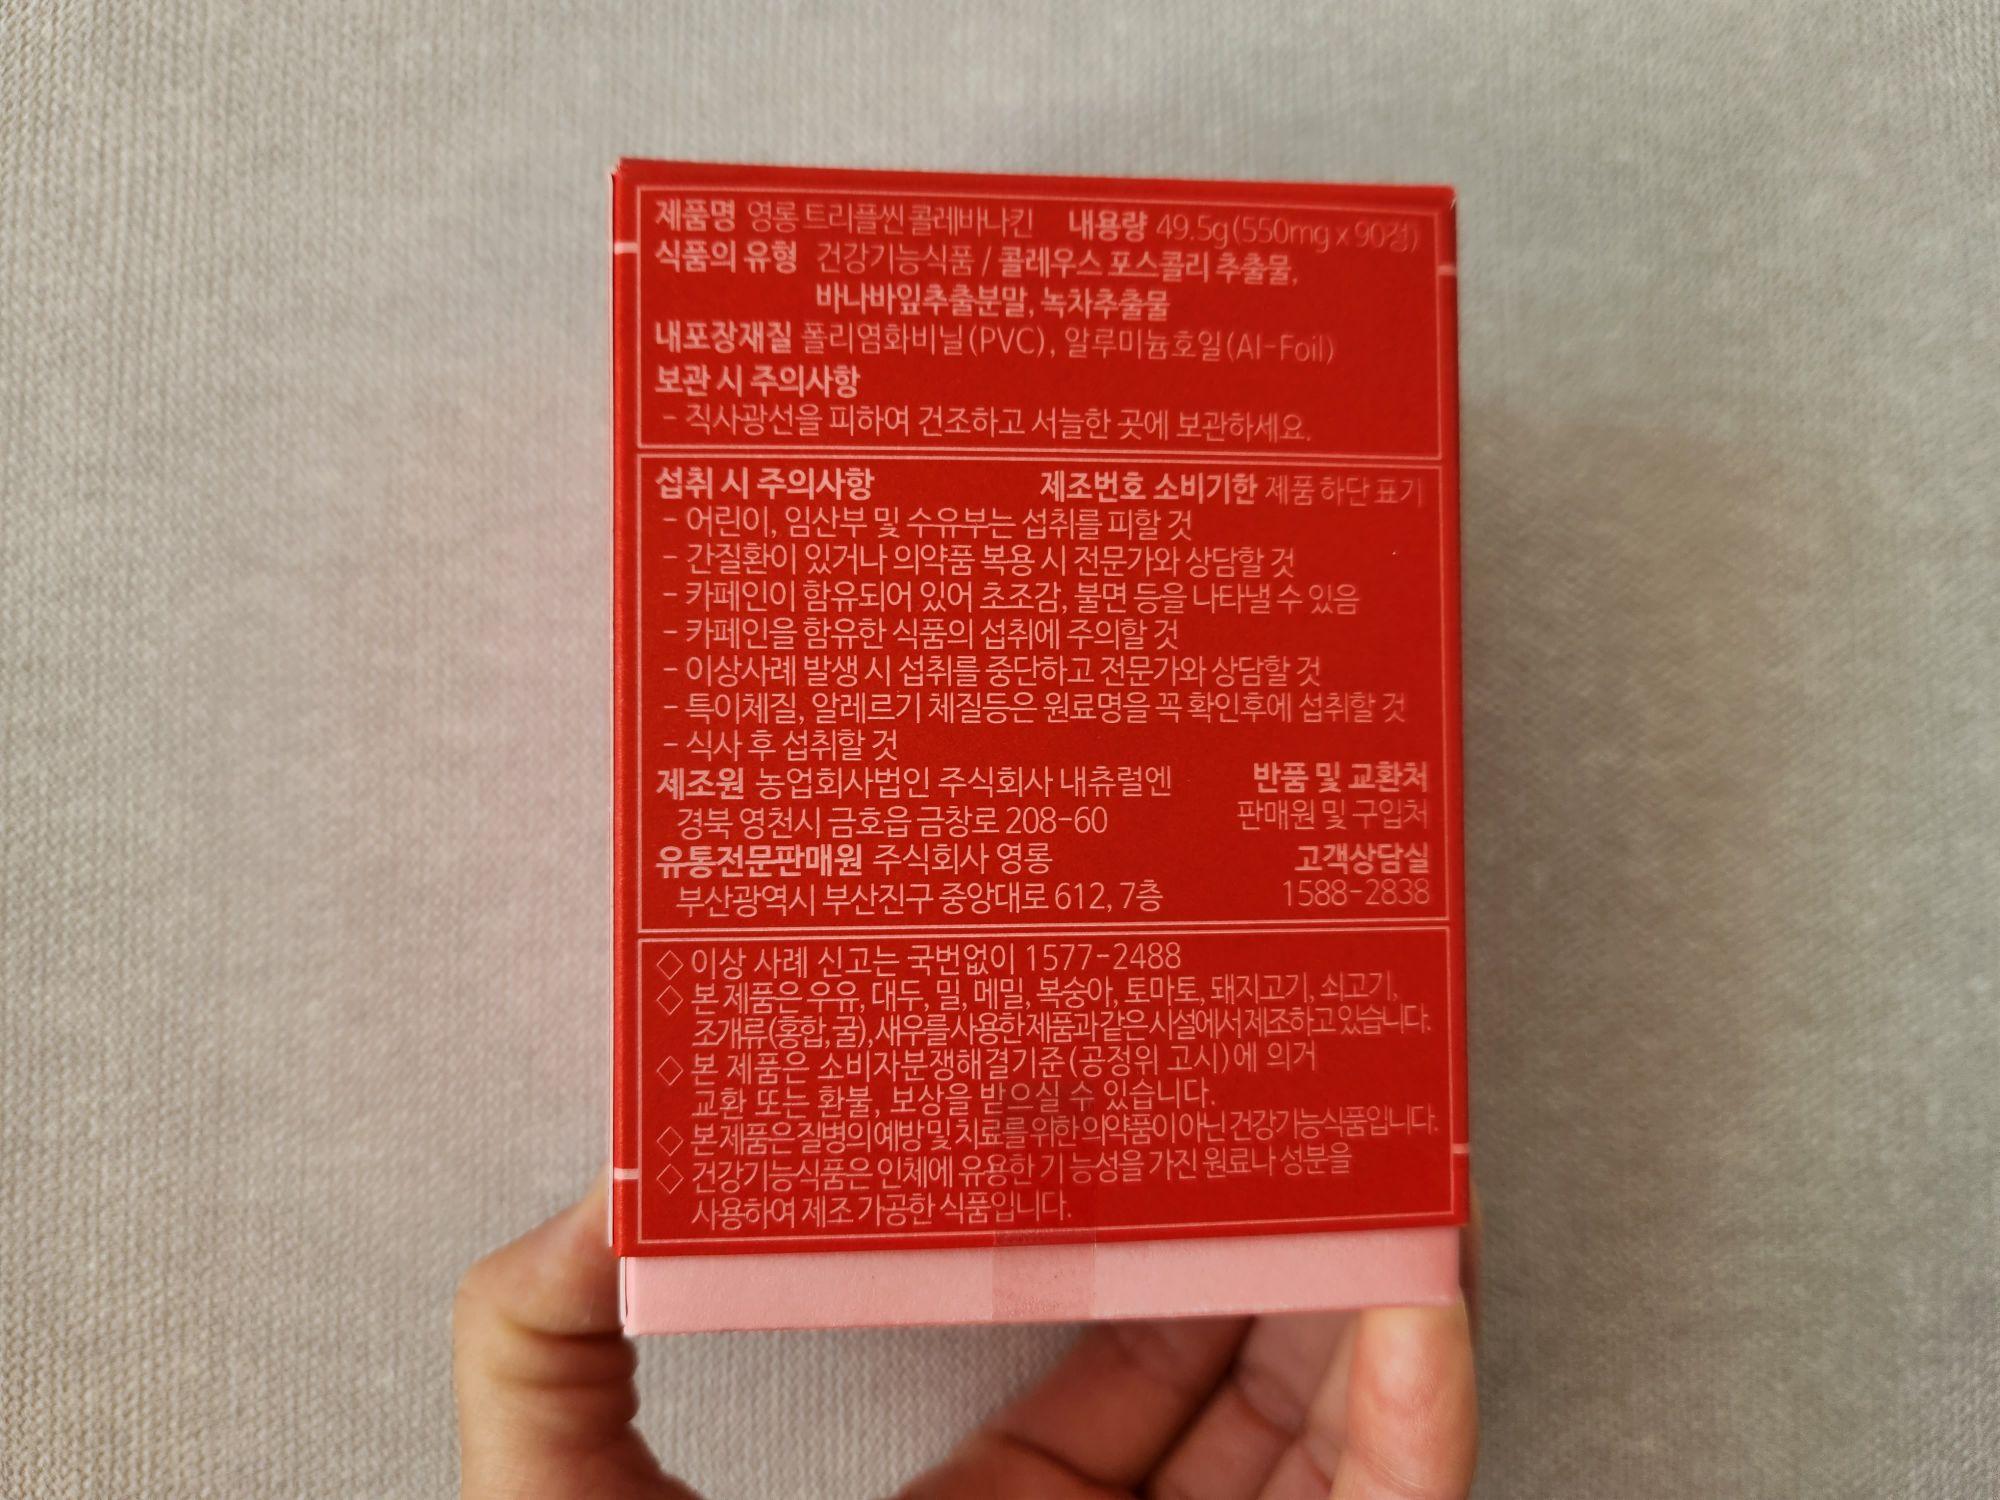 제품명 영롱 트리플씬 콜레바나킨 내용량 49.5g(550mg x 90정)
식품의 유형 건강기능식품 / 콜레우스 포스콜리 추출물,
바나바잎추출분말, 녹차추출물
내포장재질 폴리염화비닐(PVC), 알루미늄호일(Al-Foil)
보관 시 주의사항
- 직사광선을 피하여 건조하고 서늘한 곳에 보관하세요.
섭취 시 주의사항 제조번호 소비기한 제품 하단 표기
- 어린이, 임산부 및 수유부는 섭취를 피할 것
- 간질환이 있거나 의약품 복용 시 전문가와 상담할 것
- 카페인이 함유되어 있어 초조감, 불면 등을 나타낼 수 있음
- 카페인을 함유한 식품의 섭취에 주의할 것
- 이상사례 발생 시 섭취를 중단하고 전문가와 상담할 것
- 특이체질, 알레르기 체질등은 원료명을 꼭 확인후에 섭취할 것
- 식사 후 섭취할 것
제조원 농업회사법인 주식회사 내츄럴엔 반품 및 교환처
경북 영천시 금호읍 금창로 208-60 판매원 및 구입처
유통전문판매원 주식회사 영롱 고객상담실
부산광역시 부산진구 중앙대로 612, 7층 1588-2838
◇ 이상 사례 신고는 국번없이 1577-2488
◇ 본 제품은 우유, 대두, 밀, 메밀, 복숭아, 토마토, 돼지고기, 쇠고기,
조개류(홍합, 굴), 새우를 사용한 제품과 같은 시설에서 제조하고 있습니다.
◇ 본 제품은 소비자분쟁해결기준(공정위 고시)에 의거
교환 또는 환불, 보상을 받으실 수 있습니다.
◇ 본 제품은 질병의 예방 및 치료를 위한 의약품이 아닌 건강기능식품입니다.
◇ 건강기능식품은 인체에 유용한 기 능성을 가진 원료나 성분을
사용하여 제조 가공한 식품입니다.